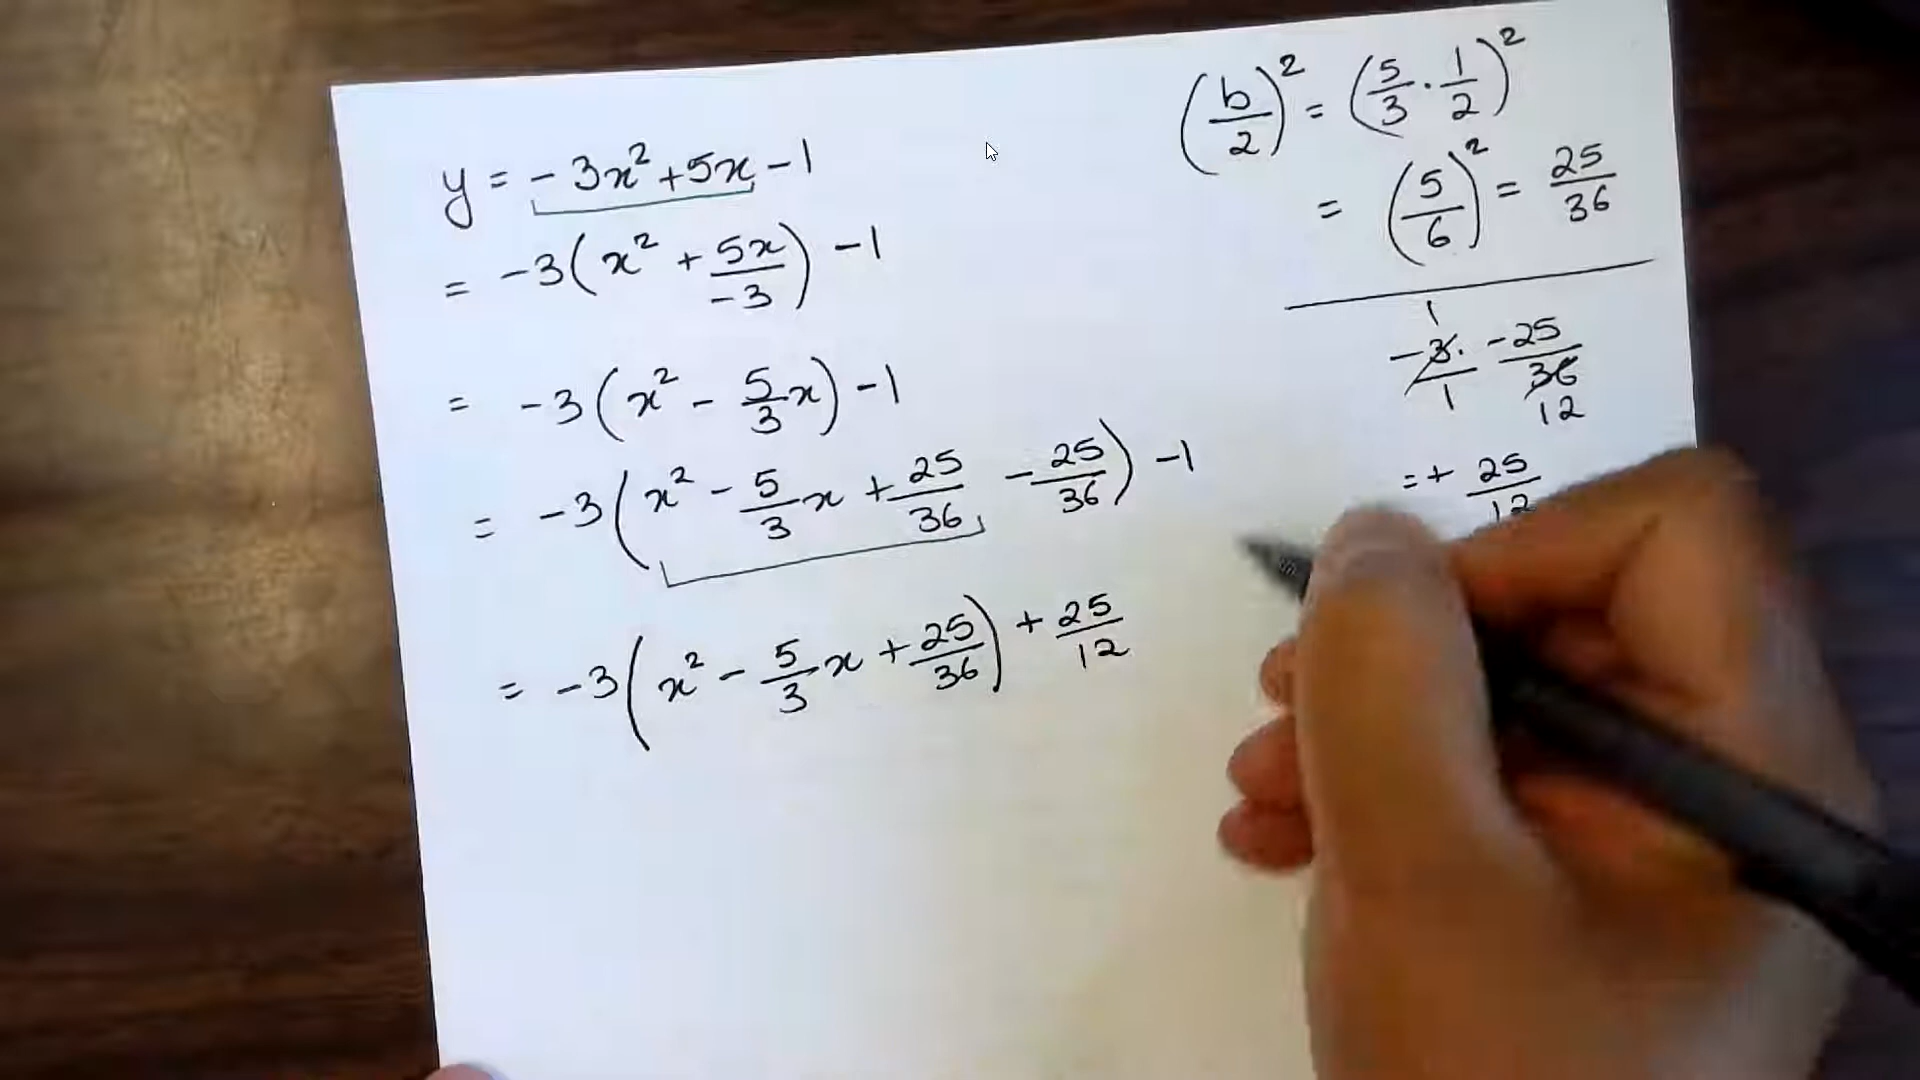 y = -3x² + 5x - 1
= -3(x² + 5x/-3) - 1
= -3(x² - 5/3 x) - 1
= -3(x² - 5/3 x + 25/36 - 25/36) - 1
= -3(x² - 5/3 x + 25/36) + 25/12
(b/2)² = (5/3 · 1/2)²
= (5/6)² = 25/36
1
-3/1 · -25/36
12
= + 25/12